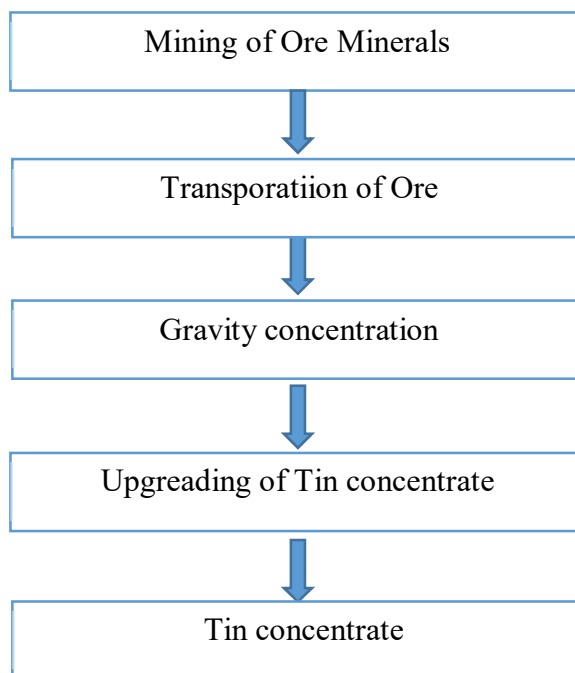 Mining of Ore Minerals
Transporatiion of Ore
Gravity concentration
Upgreading of Tin concentrate
Tin concentrate